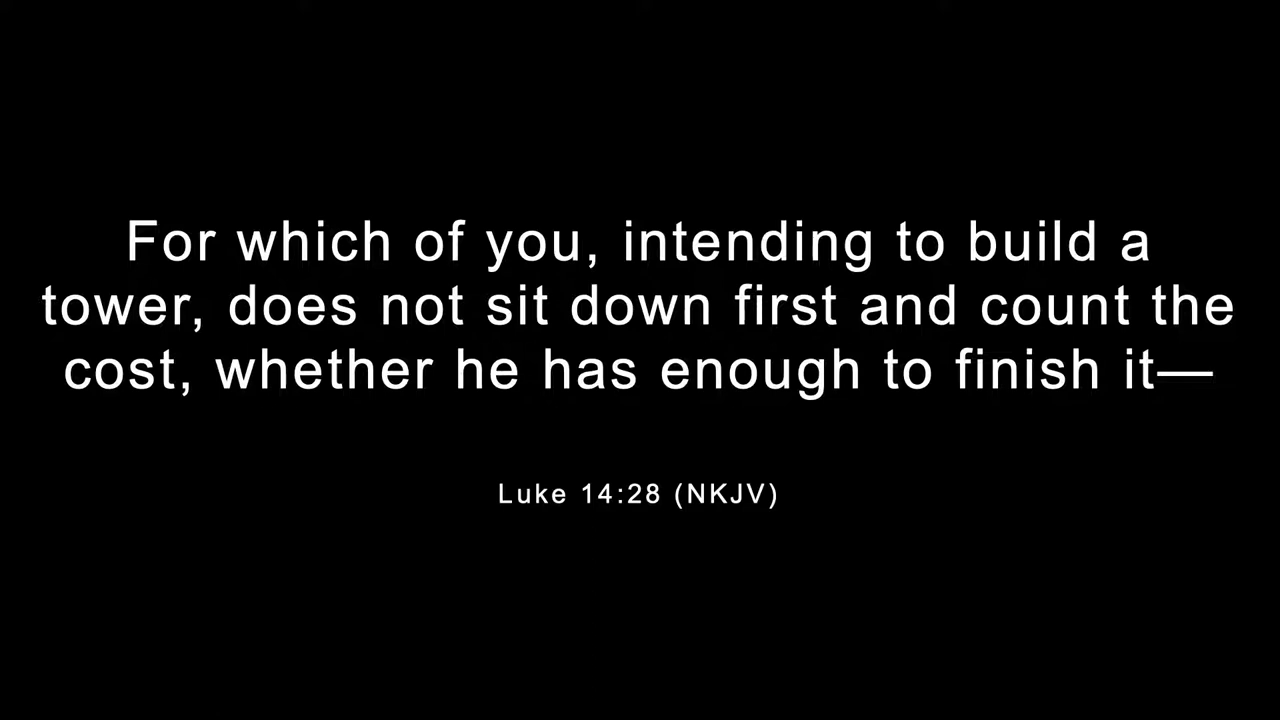 For which of you, intending to build a
tower, does not sit down first and count the
cost, whether he has enough to finish it—
Luke 14:28 (NKJV)